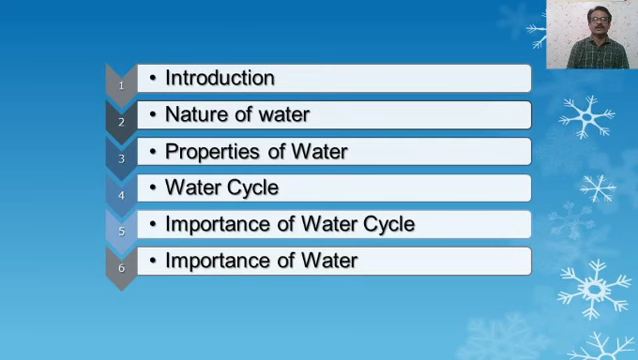 1 • Introduction
2 • Nature of water
3 • Properties of Water
4 • Water Cycle
5 • Importance of Water Cycle
6 • Importance of Water